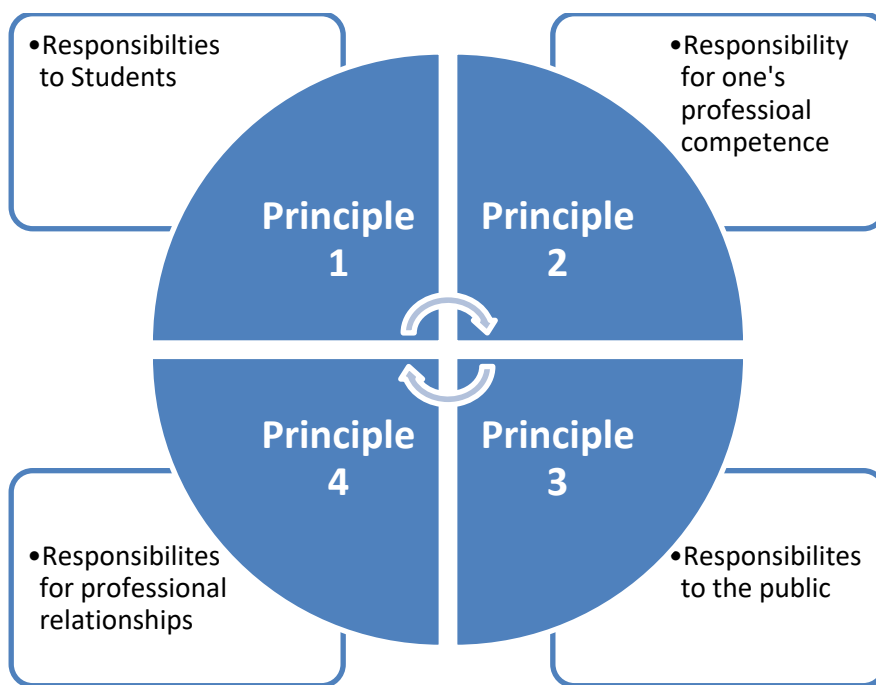 •Responsibilties
to Students
•Responsibility
for one's
professioal
competence
Principle
1
Principle
2
Principle
4
Principle
3
•Responsibilites
for professional
relationships
•Responsibilites
to the public